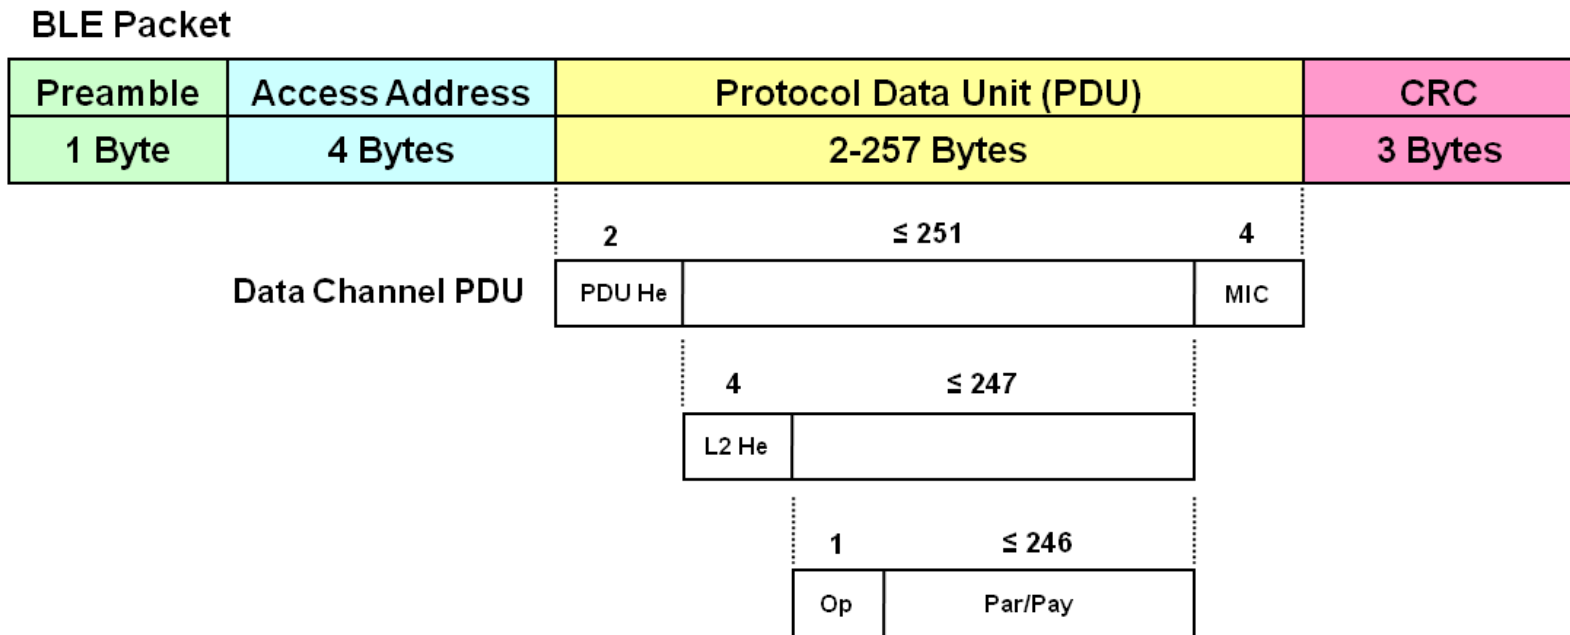 BLE Packet
Preamble Access Address Protocol Data Unit (PDU) CRC
1 Byte 4 Bytes 2-257 Bytes 3 Bytes
2 ≤ 251 4
Data Channel PDU PDU He MIC
4 ≤ 247
L2 He
1 ≤ 246
Op Par/Pay